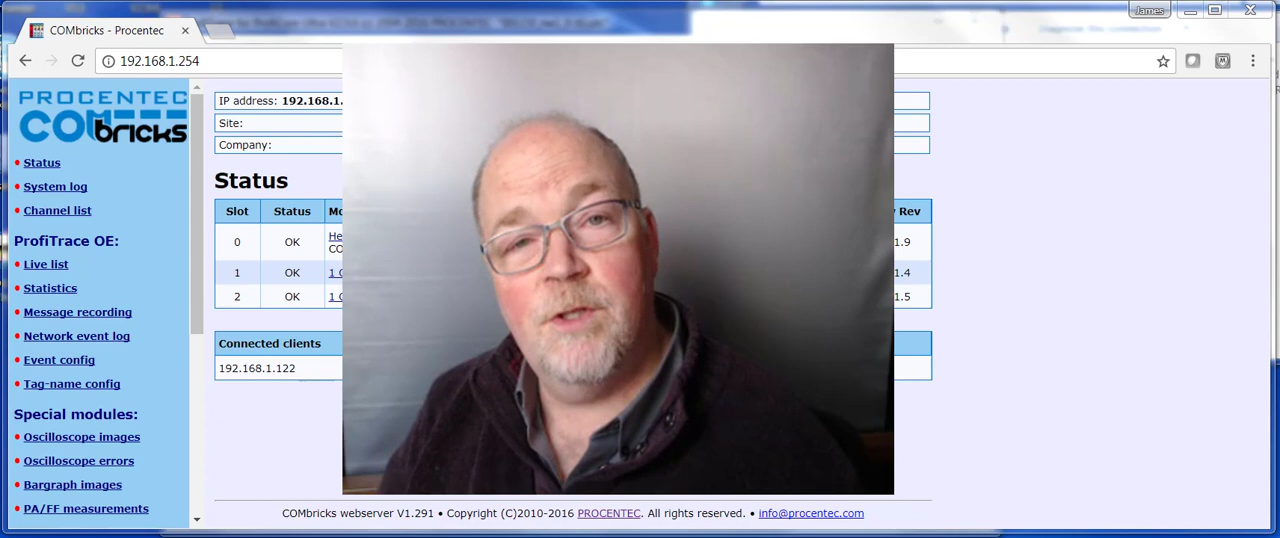 James
COMbricks - Procentec
192.168.1.254
PROCENTEC
COMbricks
IP address: 192.168.1.
Site:
Company:
Status
System log
Channel list
ProfiTrace OE:
Live list
Statistics
Message recording
Network event log
Event config
Tag-name config
Special modules:
Oscilloscope images
Oscilloscope errors
Bargraph images
PA/FF measurements
Status
Slot Status Rev
0 OK 1.9
1 OK 1.4
2 OK 1.5
Connected clients
192.168.1.122
COMbricks webserver V1.291 • Copyright (C)2010-2016 PROCENTEC. All rights reserved. • info@procentec.com